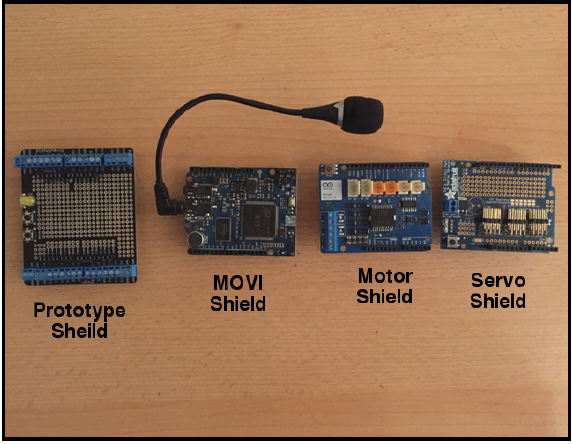 Prototype
Sheild
MOVI
Shield
Motor
Shield
Servo
Shield